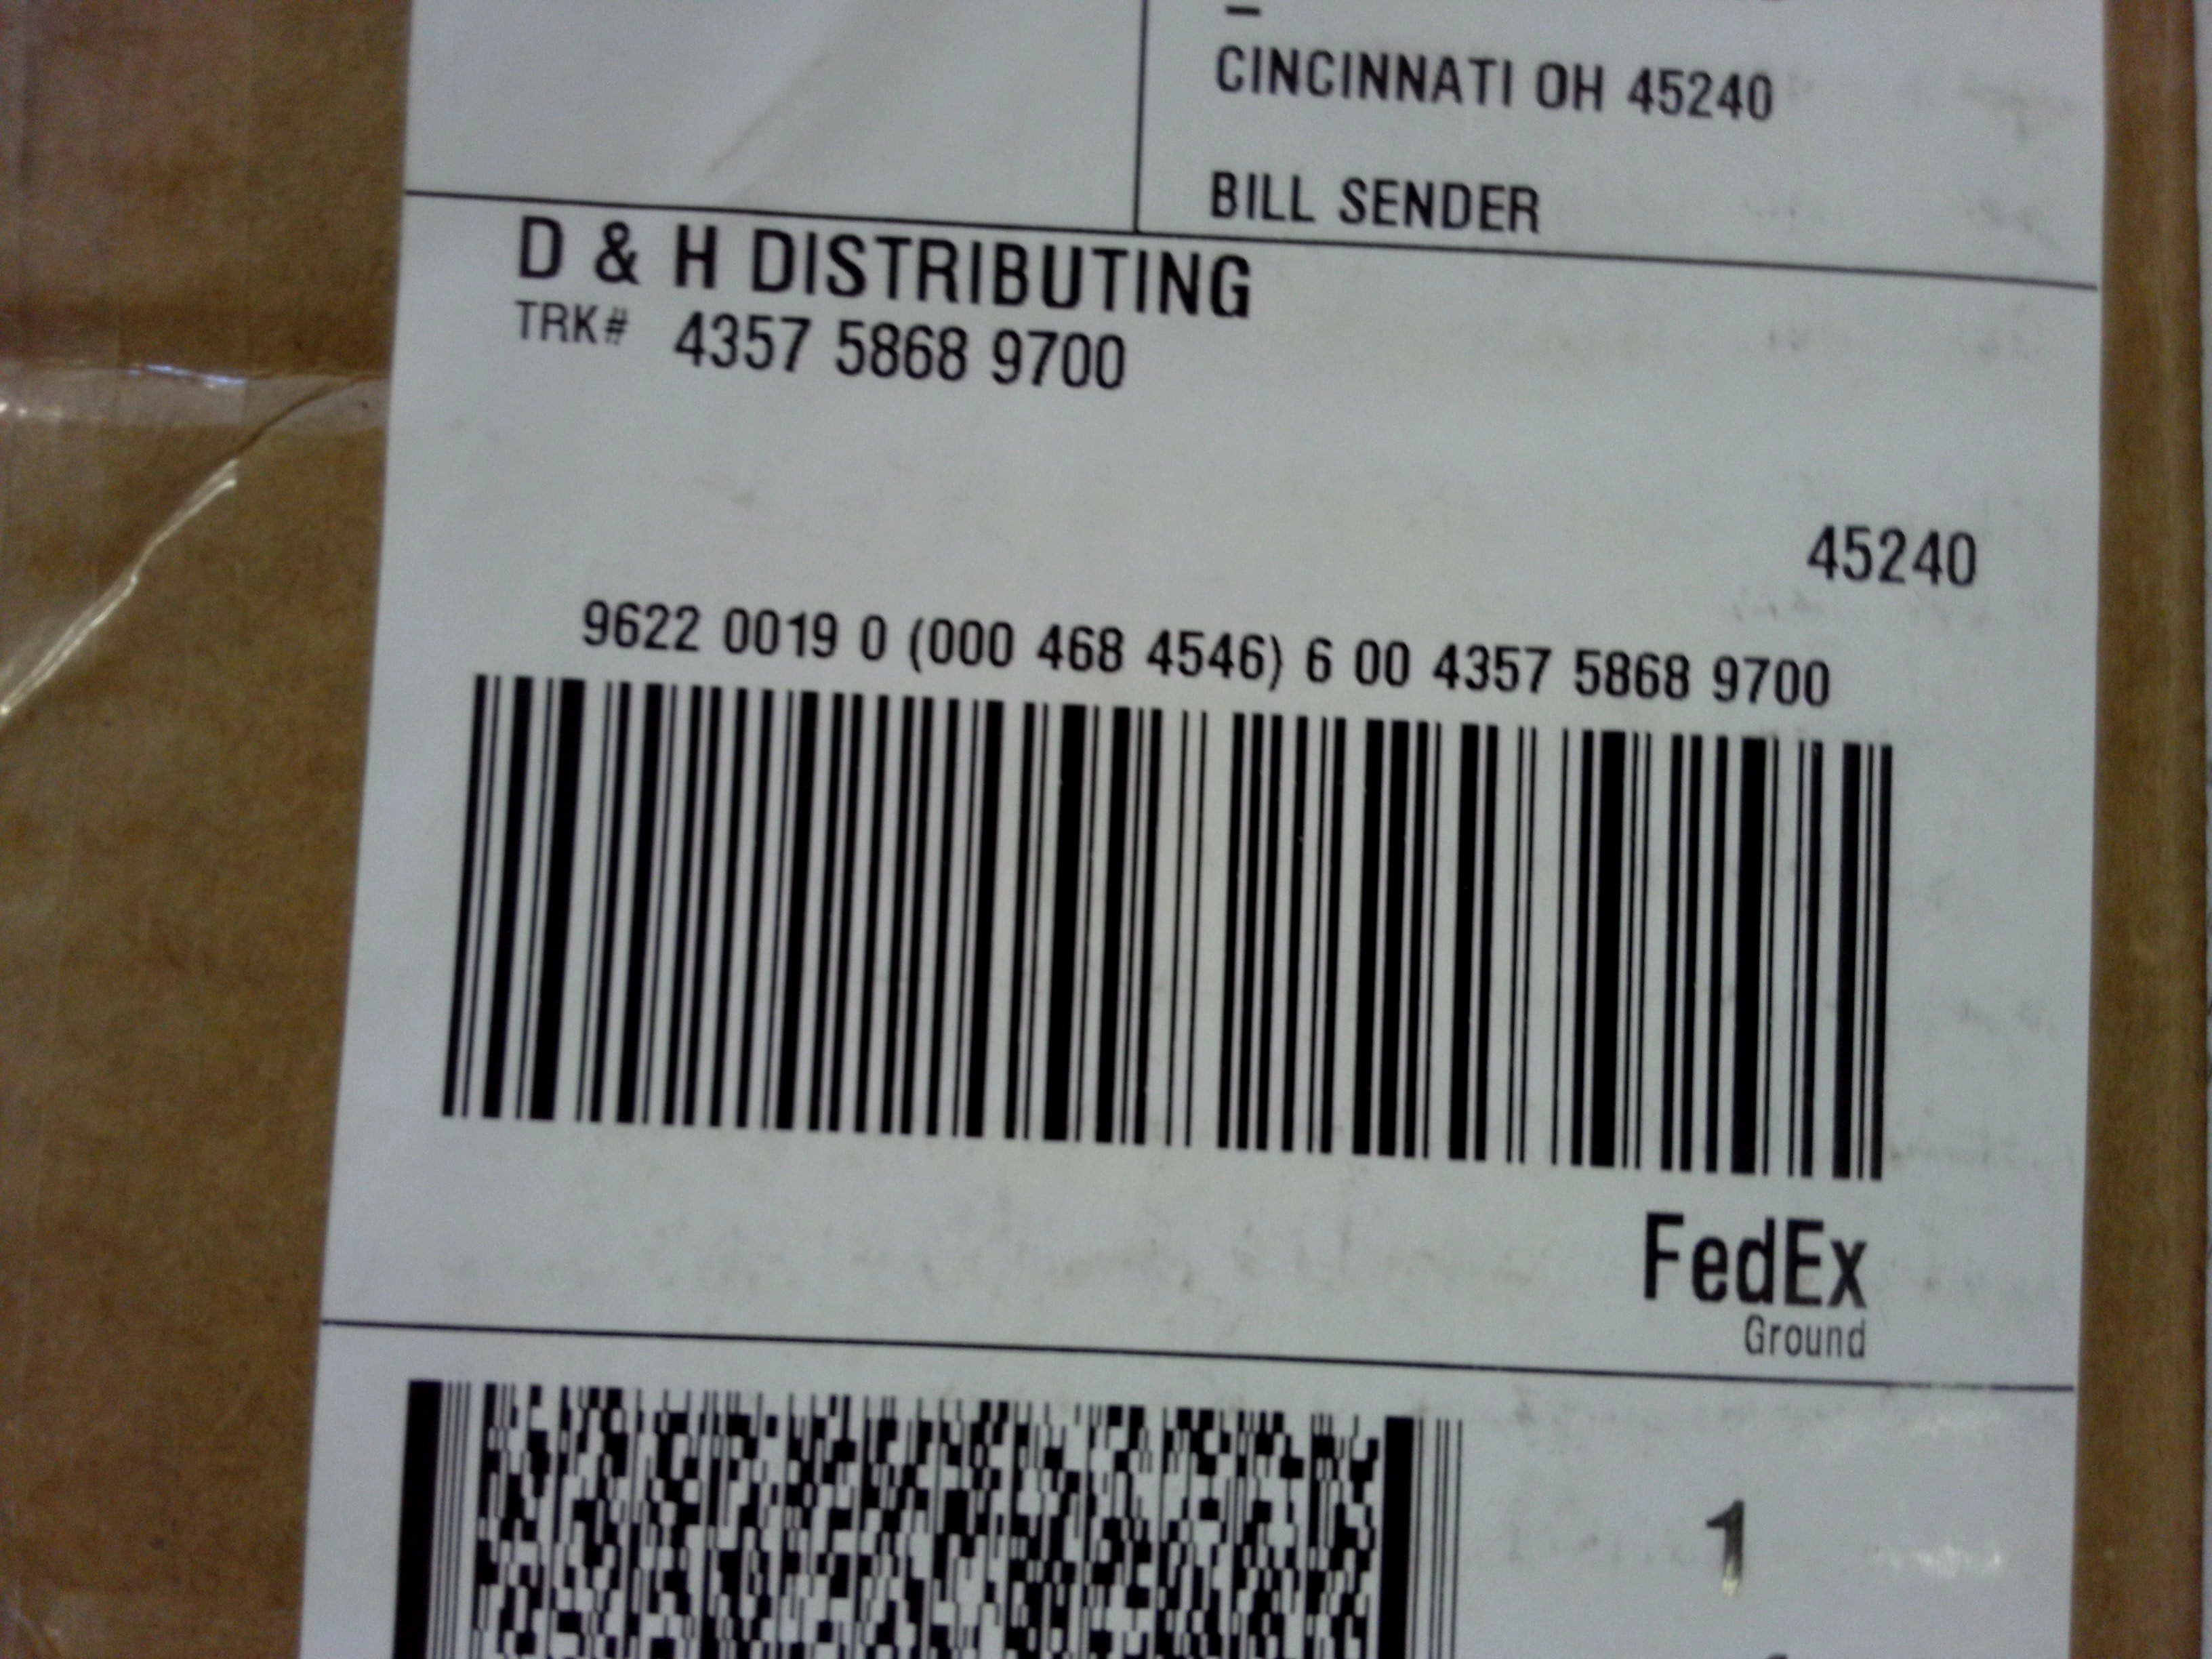 CINCINNATI OH 45240
BILL SENDER
D & H DISTRIBUTING
TRK# 4357 5868 9700
45240
9622 0019 0 (000 468 4546) 6 00 4357 5868 9700
FedEx
Ground
1